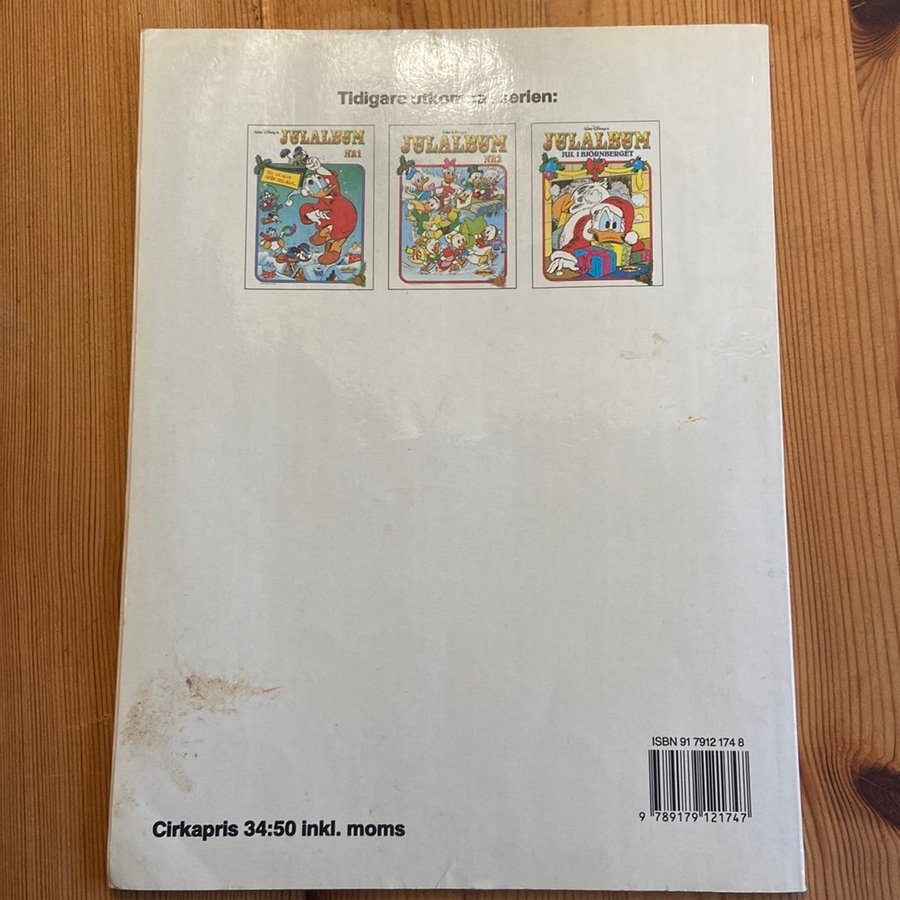 Tidigare utkomna i serien:
Walt Disney's
JULALBUM
NR.1
Walt Disney's
JULALBUM
NR.2
Walt Disney's
JULALBUM
JUL I BJÖRNBERGET
ISBN 91 7912 174 8
9 789179 121747
Cirkapris 34:50 inkl. moms